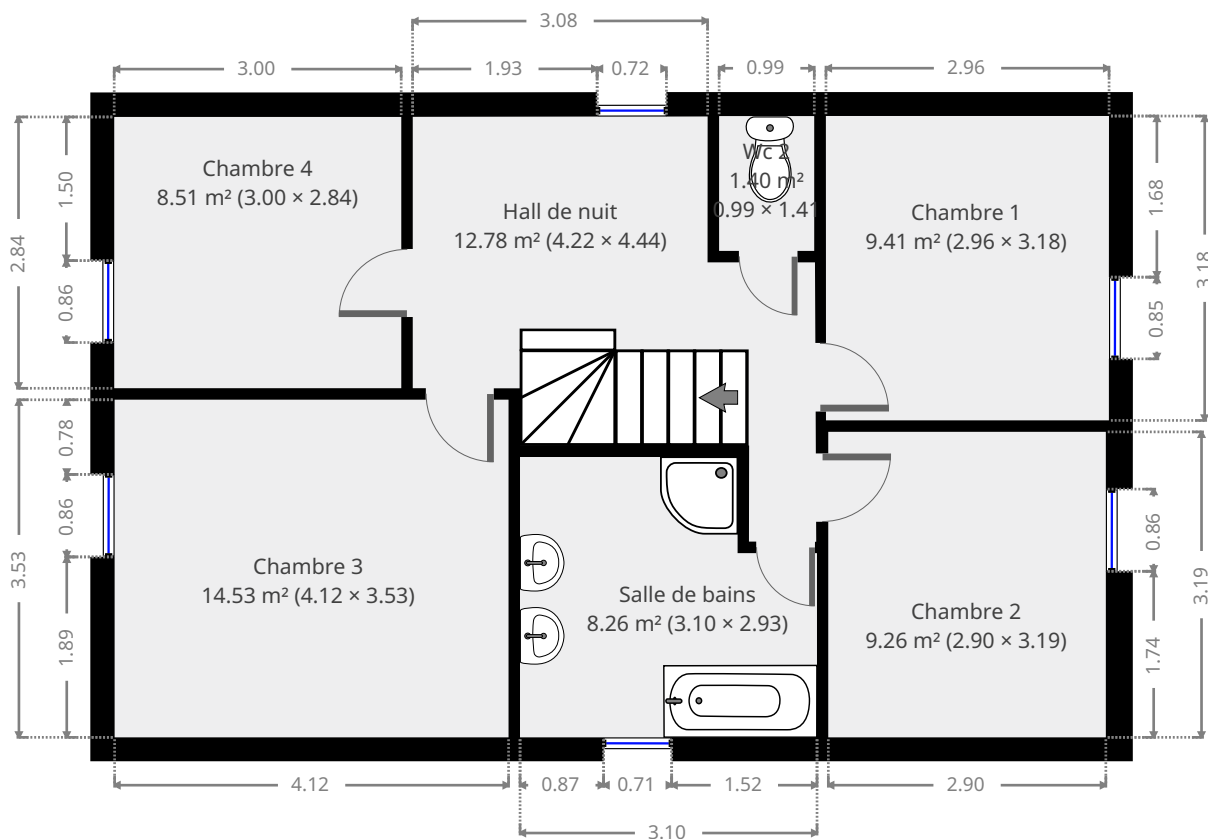 3.08
3.00
1.93
0.72
0.99
2.96
Chambre 4
8.51 m² (3.00 × 2.84)
Hall de nuit
12.78 m² (4.22 × 4.44)
Wc 2
1.40 m²
0.99 × 1.41
Chambre 1
9.41 m² (2.96 × 3.18)
2.84
1.50
0.86
1.68
0.85
3.18
0.78
0.86
1.89
3.53
Chambre 3
14.53 m² (4.12 × 3.53)
Salle de bains
8.26 m² (3.10 × 2.93)
Chambre 2
9.26 m² (2.90 × 3.19)
0.86
1.74
3.19
4.12
0.87
0.71
1.52
2.90
3.10